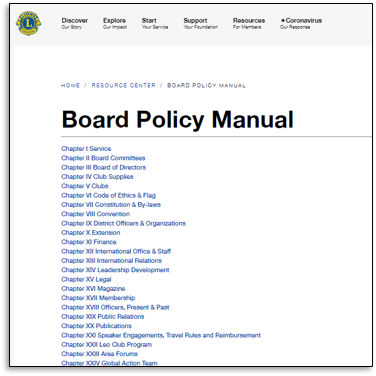 Discover Explore Start Support Resources ✶Coronavirus
Our Story Our Impact Your Service Your Foundation For Members Our Response
HOME / RESOURCE CENTER / BOARD POLICY MANUAL
Board Policy Manual
Chapter I Service
Chapter II Board Committees
Chapter III Board of Directors
Chapter IV Club Supplies
Chapter V Clubs
Chapter VI Code of Ethics & Flag
Chapter VII Constitution & By-laws
Chapter VIII Convention
Chapter IX District Officers & Organizations
Chapter X Extension
Chapter XI Finance
Chapter XII International Office & Staff
Chapter XIII International Relations
Chapter XIV Leadership Development
Chapter XV Legal
Chapter XVI Magazine
Chapter XVII Membership
Chapter XVIII Officers, Present & Past
Chapter XIX Public Relations
Chapter XX Publications
Chapter XXI Speaker Engagements, Travel Rules and Reimbursement
Chapter XXII Leo Club Program
Chapter XXIII Area Forums
Chapter XXIV Global Action Team